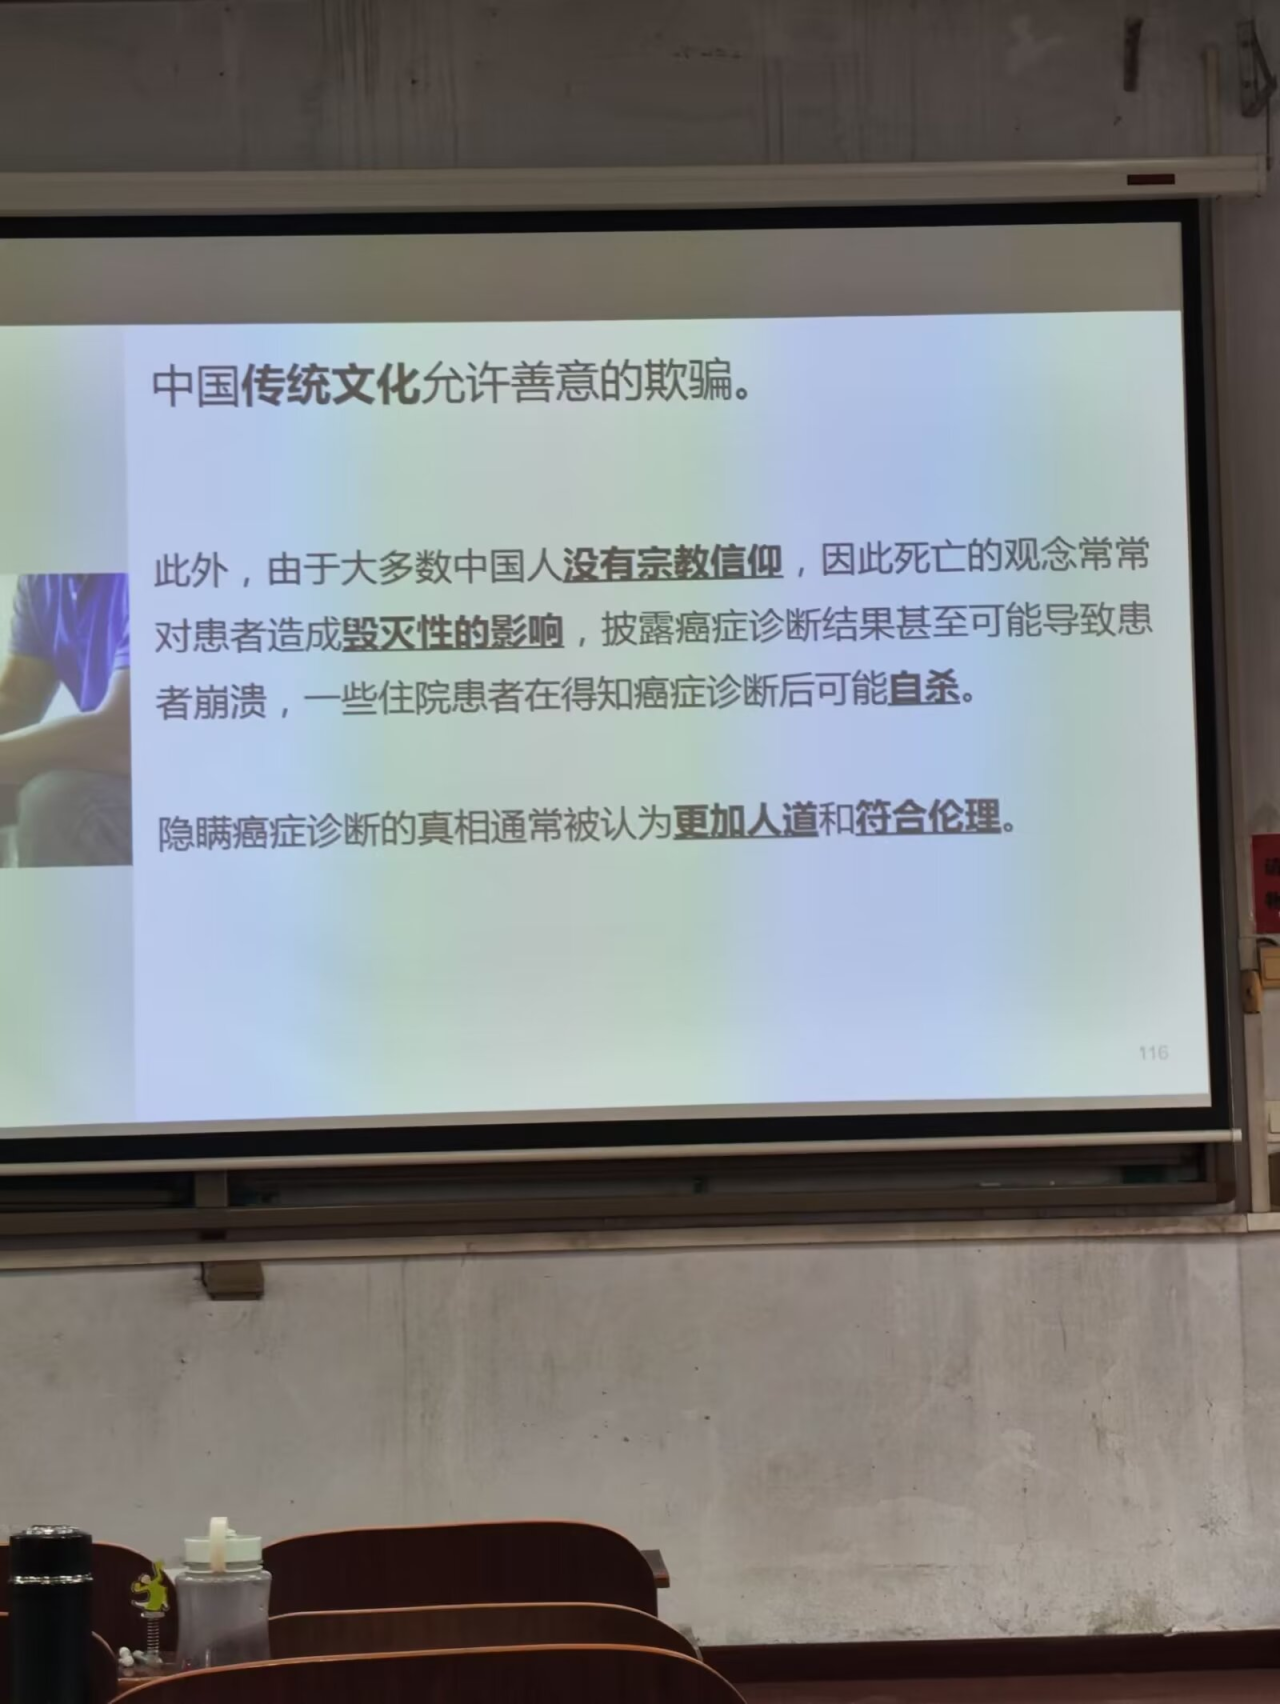 中国传统文化允许善意的欺骗。
此外，由于大多数中国人没有宗教信仰，因此死亡的观念常常
对患者造成毁灭性的影响，披露癌症诊断结果甚至可能导致患
者崩溃，一些住院患者在得知癌症诊断后可能自杀。
隐瞒癌症诊断的真相通常被认为更加人道和符合伦理。
116